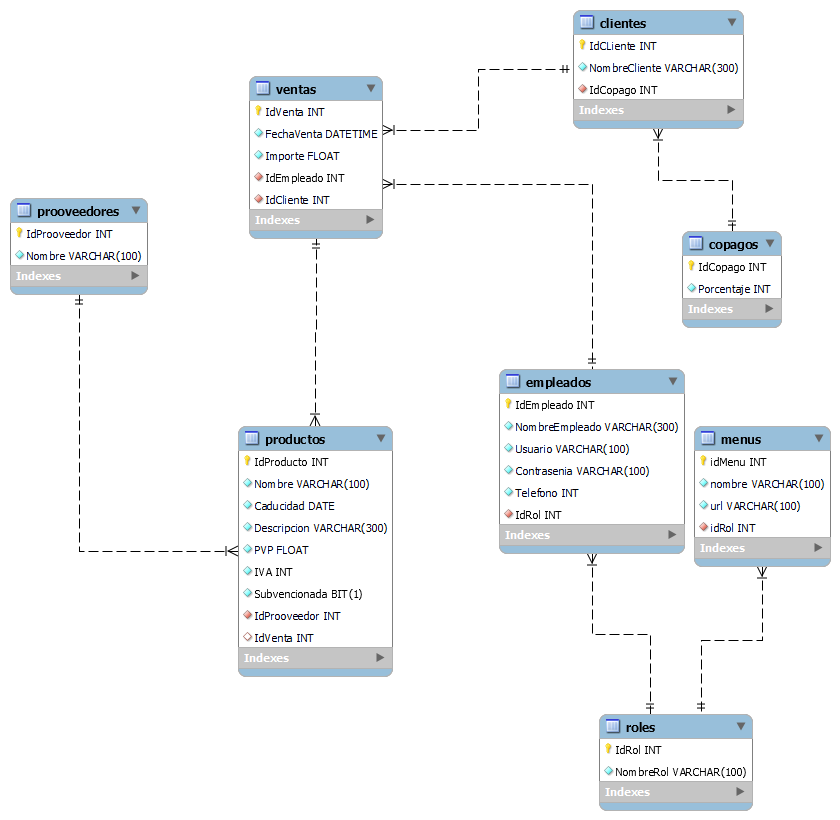 clientes
IdCLiente INT
NombreCliente VARCHAR(300)
IdCopago INT
Indexes
ventas
IdVenta INT
FechaVenta DATETIME
Importe FLOAT
IdEmpleado INT
IdCliente INT
Indexes
prooveedores
IdProoveedor INT
Nombre VARCHAR(100)
Indexes
copagos
IdCopago INT
Porcentaje INT
Indexes
empleados
IdEmpleado INT
NombreEmpleado VARCHAR(300)
Usuario VARCHAR(100)
Contrasenia VARCHAR(100)
Telefono INT
IdRol INT
Indexes
productos
IdProducto INT
Nombre VARCHAR(100)
Caducidad DATE
Descripcion VARCHAR(300)
PVP FLOAT
IVA INT
Subvencionada BIT(1)
IdProoveedor INT
IdVenta INT
Indexes
menus
idMenu INT
nombre VARCHAR(100)
url VARCHAR(100)
idRol INT
Indexes
roles
IdRol INT
NombreRol VARCHAR(100)
Indexes